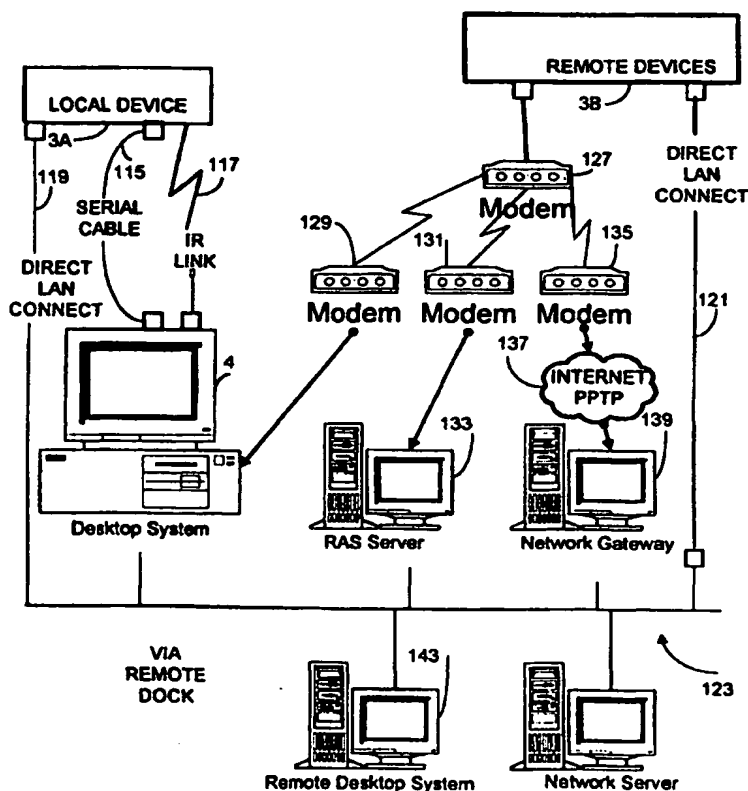 REMOTE DEVICES
LOCAL DEVICE
3B
3A
115
117
119
127
DIRECT
LAN
CONNECT
Modem
SERIAL
CABLE
129
131
135
IR
LINK
DIRECT
LAN
CONNECT
Modem
Modem
Modem
121
4
137
INTERNET
PPTP
133
139
Desktop System
RAS Server
Network Gateway
VIA
REMOTE
DOCK
143
123
Remote Desktop System
Network Server